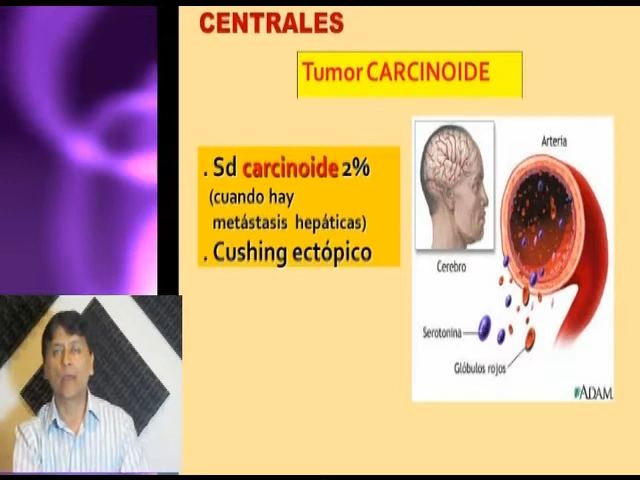 CENTRALES
Tumor CARCINOIDE
. Sd carcinoide 2%
(cuando hay
metástasis hepáticas)
. Cushing ectópico
Arteria
Cerebro
Serotonina
Glóbulos rojos
ADAM